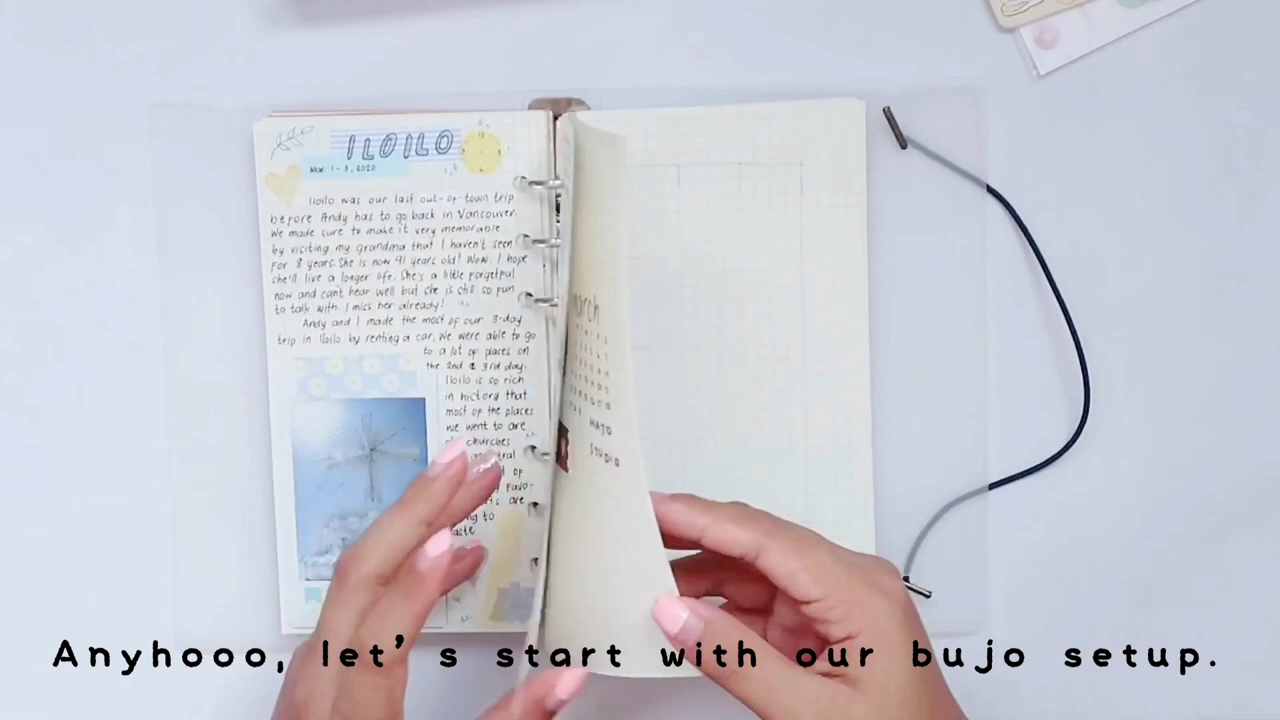 ILOILO
Nov. 1-3, 2020
Iloilo was our last out-of-town trip
before Andy has to go back in Vancouver.
We made sure to make it very memorable
by visiting my grandma that I haven't seen
for 8 years. She is now 91 years old! Wow. I hope
she'll live a longer life. She's a little forgetful
now and can't hear well but she is still so fun
to talk with. I miss her already!
Andy and I made the most of our 3-day
trip in Iloilo by renting a car. We were able to go
to a lot of places on
the 2nd & 3rd day.
Iloilo is so rich
in history that
most of the places
we went to are
churches
of
are
to
march
MATO
STUDIO
Anyhooo, let's start with our bujo setup.